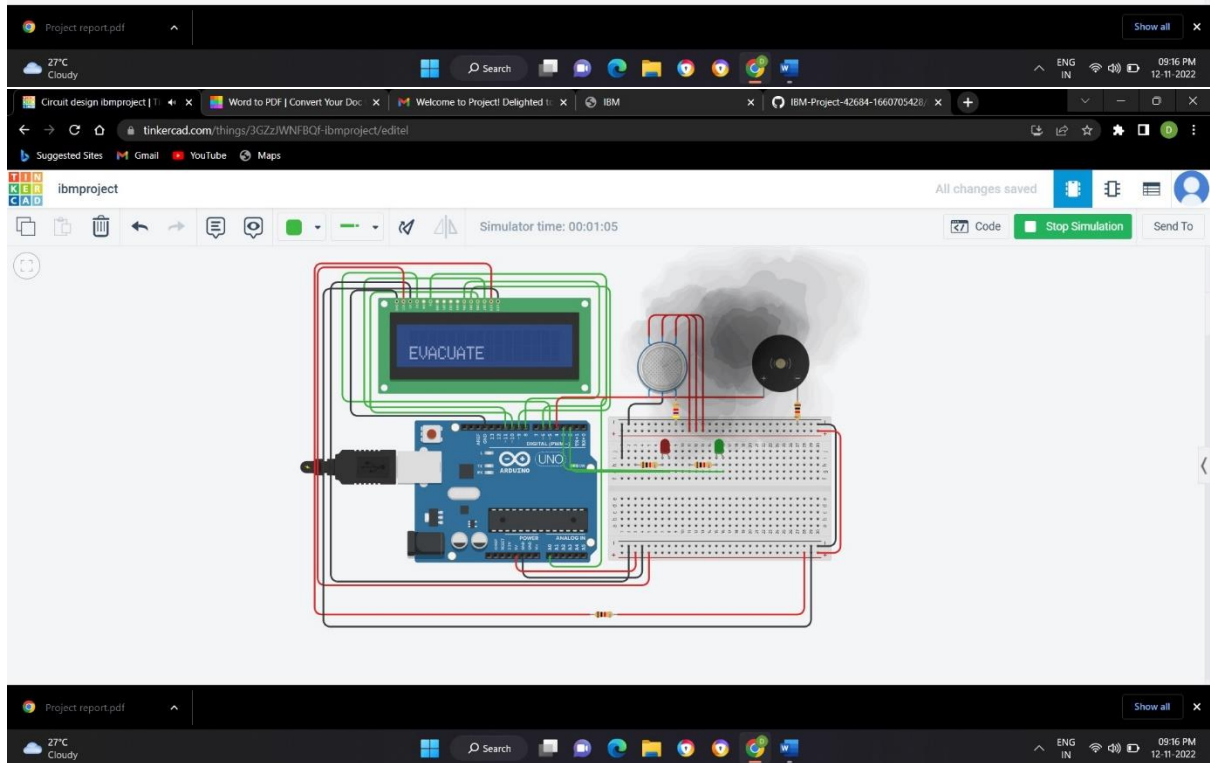 Project report.pdf
Show all
27°C
Cloudy
Search
ENG
IN
09:16 PM
12-11-2022
Circuit design ibmproject | Ti
Word to PDF | Convert Your Doc
Welcome to Project! Delighted to
IBM
IBM-Project-42684-1660705428/
tinkercad.com/things/3GZzJWNFBQf-ibmproject/editel
Suggested Sites
Gmail
YouTube
Maps
TIN
KER
CAD
ibmproject
All changes saved
Simulator time: 00:01:05
Code
Stop Simulation
Send To
EVACUATE
DIGITAL (PWM~)
UNO
ARDUINO
POWER
ANALOG IN
Project report.pdf
Show all
27°C
Cloudy
Search
ENG
IN
09:16 PM
12-11-2022